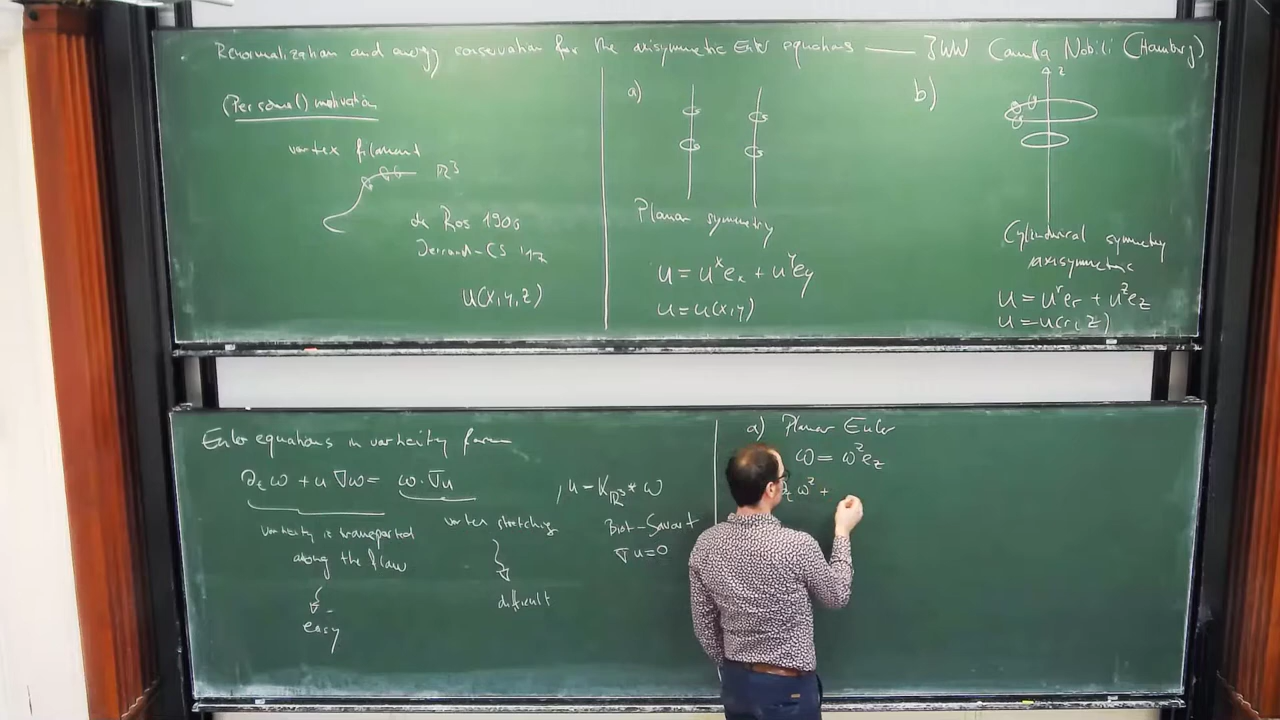 Renormalization and energy conservation for the axisymmetric Euler equations — JWW Camilla Nobili (Hamburg)
(Personal) motivation
vortex filament
ℝ³
da Rios 1906
Jerrard-CS '17
u(x,y,z)
a)
Planar symmetry
u = uˣeₓ + uʸe_y
u = u(x,y)
b)
z
Cylindrical symmetry
axisymmetric
u = uʳe_r + uᶻe_z
u = u(r,z)
Euler equations in vorticity form
∂ₜω + u·∇ω = ω·∇u
, u = K_ℝ³ * ω
vorticity is transported
along the flow
easy
vortex stretching
difficult
Biot-Savart
∇u=0
a) Planar Euler
ω = ωᶻe_z
∂ₜωᶻ +